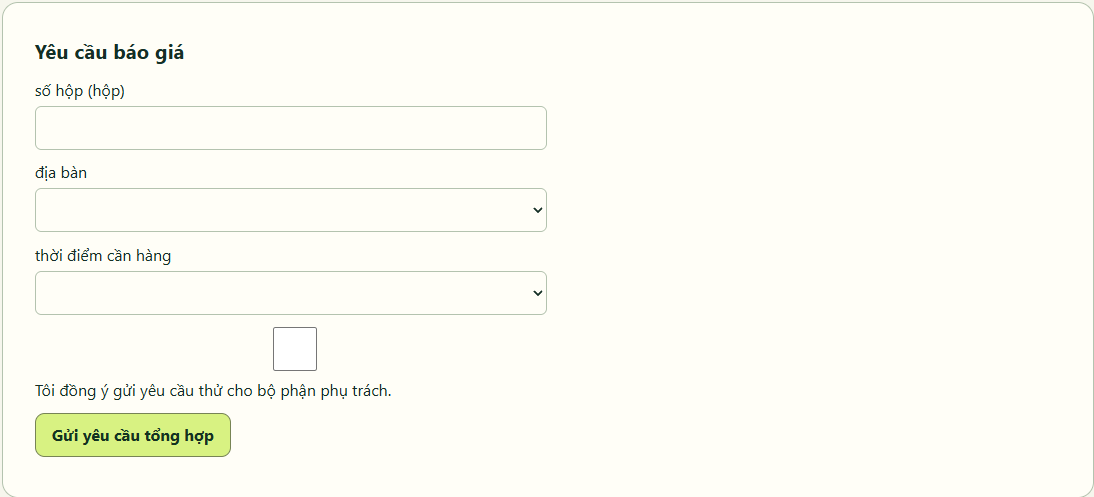 Yêu cầu báo giá
số hộp (hộp)
địa bàn
thời điểm cần hàng
Tôi đồng ý gửi yêu cầu thử cho bộ phận phụ trách.
Gửi yêu cầu tổng hợp